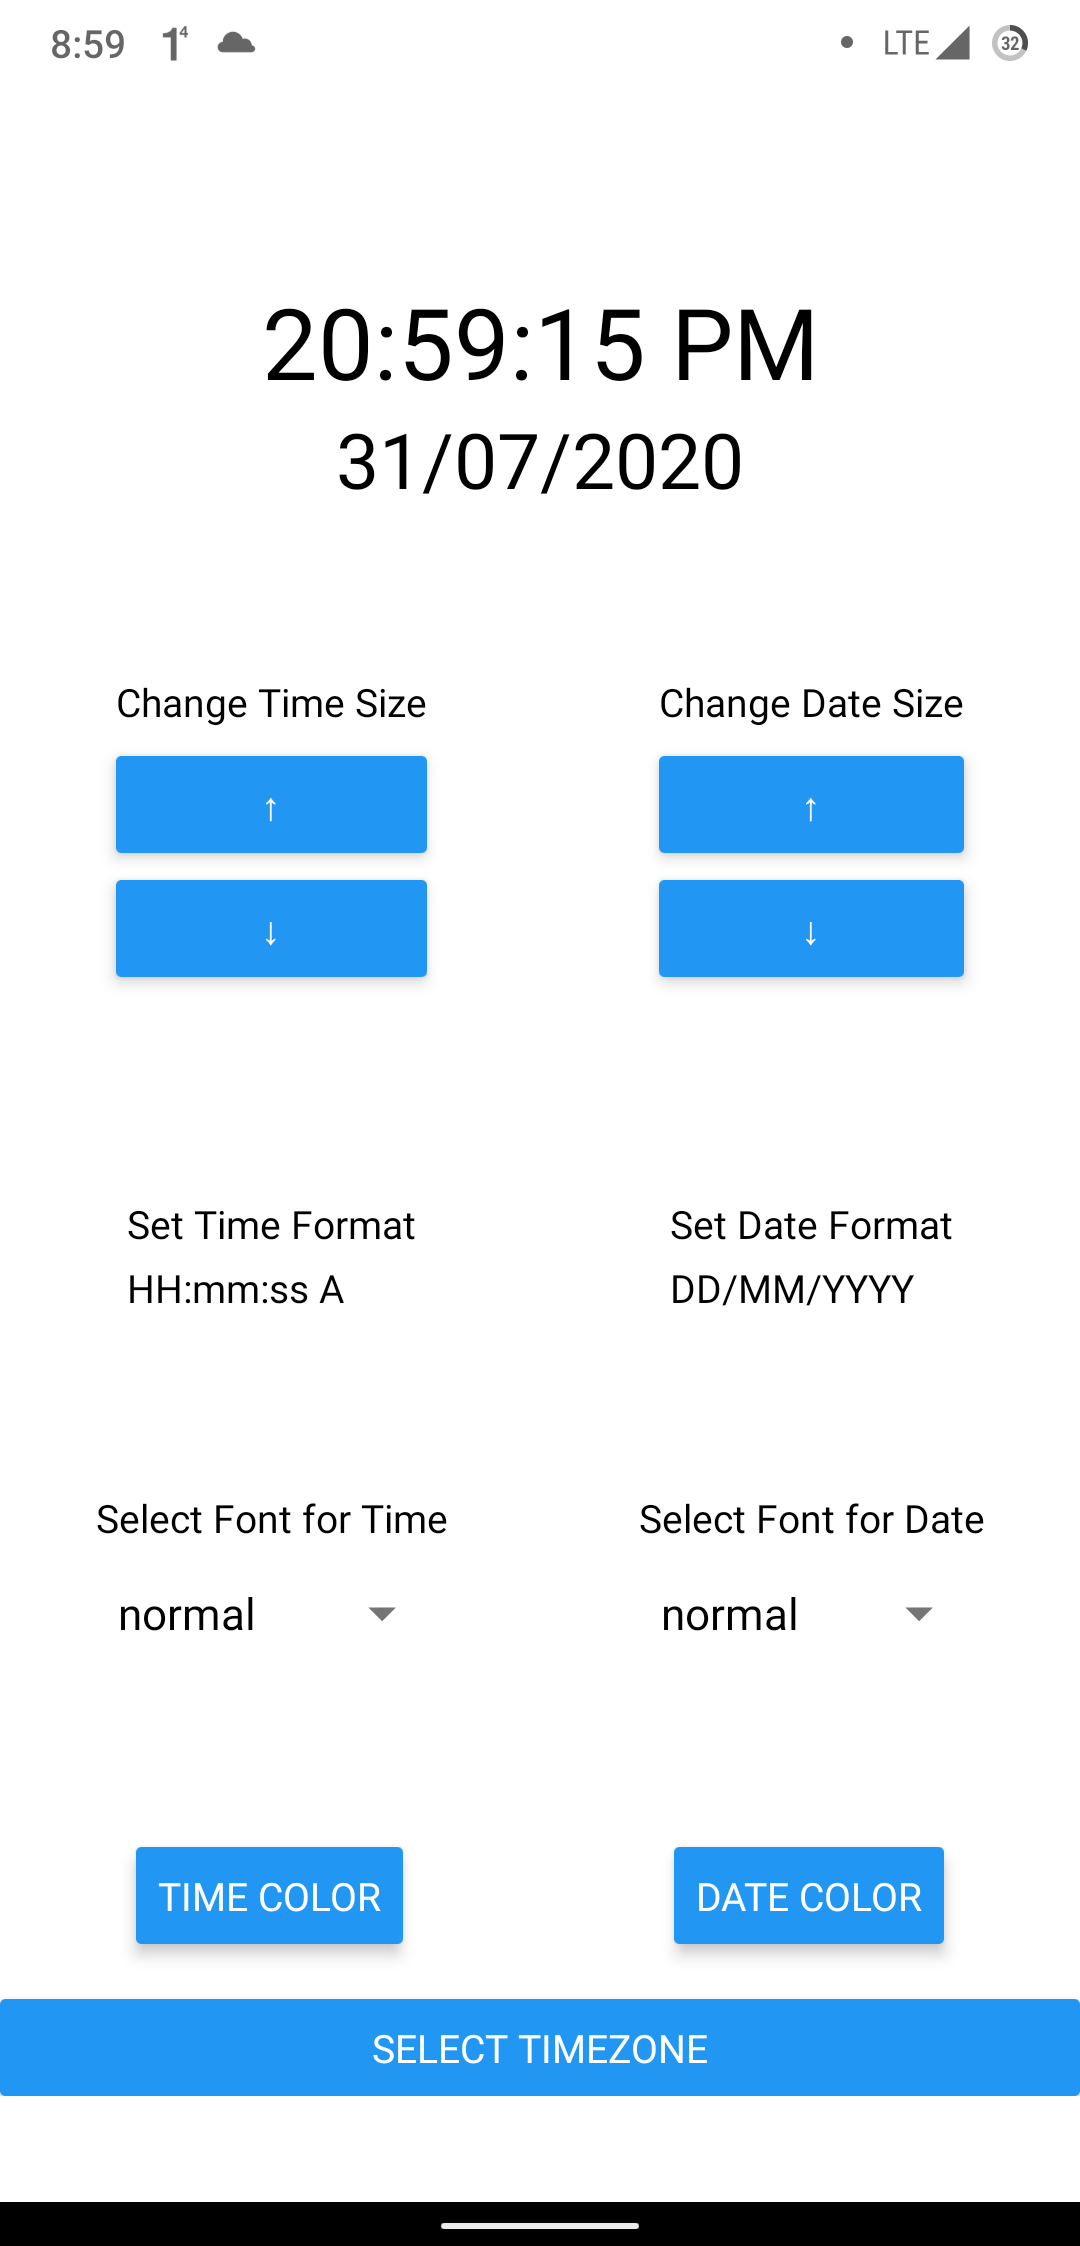 8:59 1⁴ LTE 32
20:59:15 PM
31/07/2020
Change Time Size Change Date Size
↑ ↑
↓ ↓
Set Time Format Set Date Format
HH:mm:ss A DD/MM/YYYY
Select Font for Time Select Font for Date
normal normal
TIME COLOR DATE COLOR
SELECT TIMEZONE